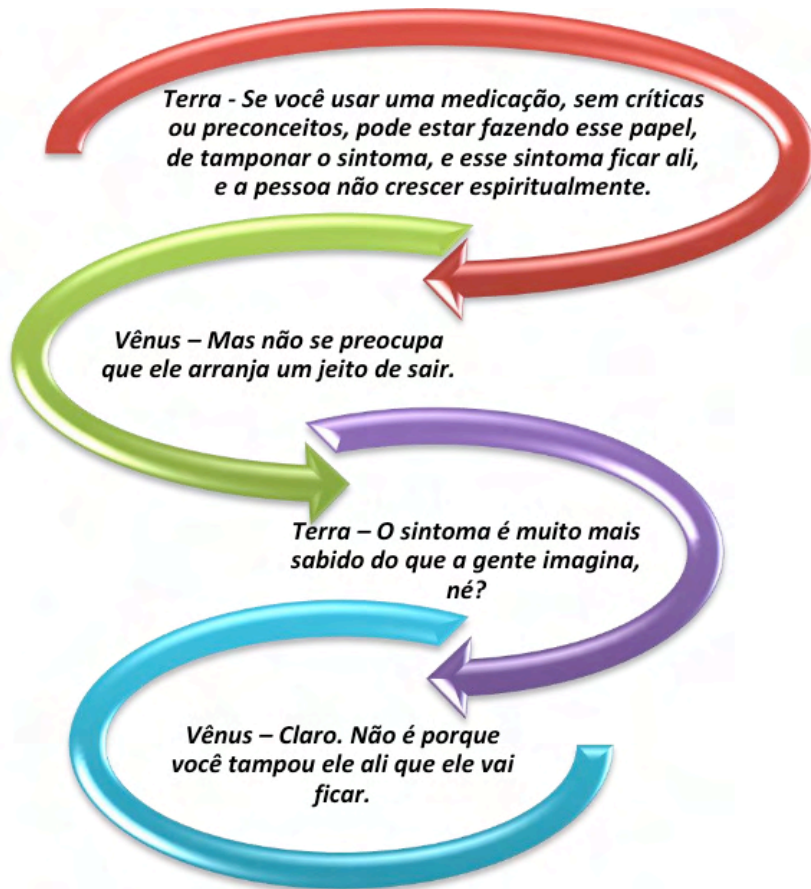 Terra - Se você usar uma medicação, sem críticas
ou preconceitos, pode estar fazendo esse papel,
de tamponar o sintoma, e esse sintoma ficar ali,
e a pessoa não crescer espiritualmente.
Vênus – Mas não se preocupa
que ele arranja um jeito de sair.
Terra – O sintoma é muito mais
sabido do que a gente imagina,
né?
Vênus – Claro. Não é porque
você tampou ele ali que ele vai
ficar.